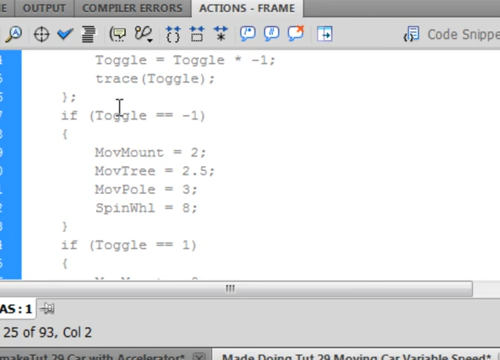 OUTPUT COMPILER ERRORS ACTIONS - FRAME
Code Snippe
Toggle = Toggle * -1;
trace(Toggle);
};
if (Toggle == -1)
{
MovMount = 2;
MovTree = 2.5;
MovPole = 3;
SpinWhl = 8;
}
if (Toggle == 1)
{
AS : 1
25 of 93, Col 2
makeTut 29 Car with Accelerator* Made Doing Tut 29 Moving Car Variable Speed*